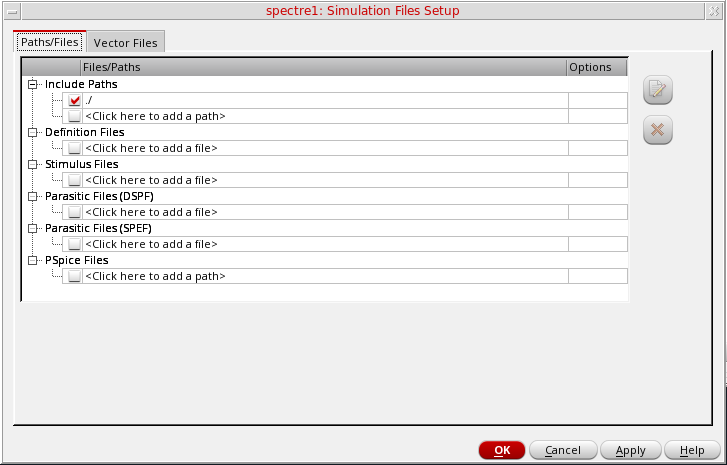 spectre1: Simulation Files Setup
Paths/Files Vector Files
Files/Paths Options
Include Paths
./
<Click here to add a path>
Definition Files
<Click here to add a file>
Stimulus Files
<Click here to add a file>
Parasitic Files (DSPF)
<Click here to add a file>
Parasitic Files (SPEF)
<Click here to add a file>
PSpice Files
<Click here to add a path>
OK Cancel Apply Help